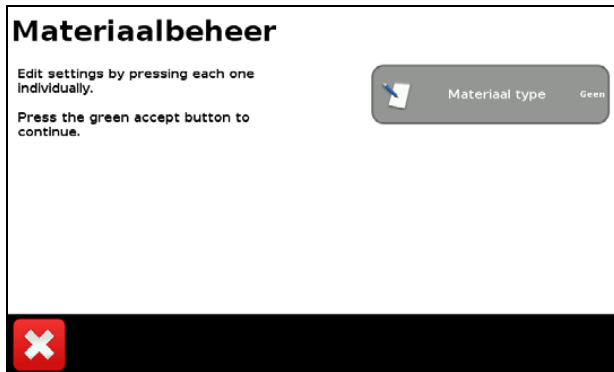 Materiaalbeheer
Edit settings by pressing each one
individually.
Press the green accept button to
continue.
Materiaal type
Geen